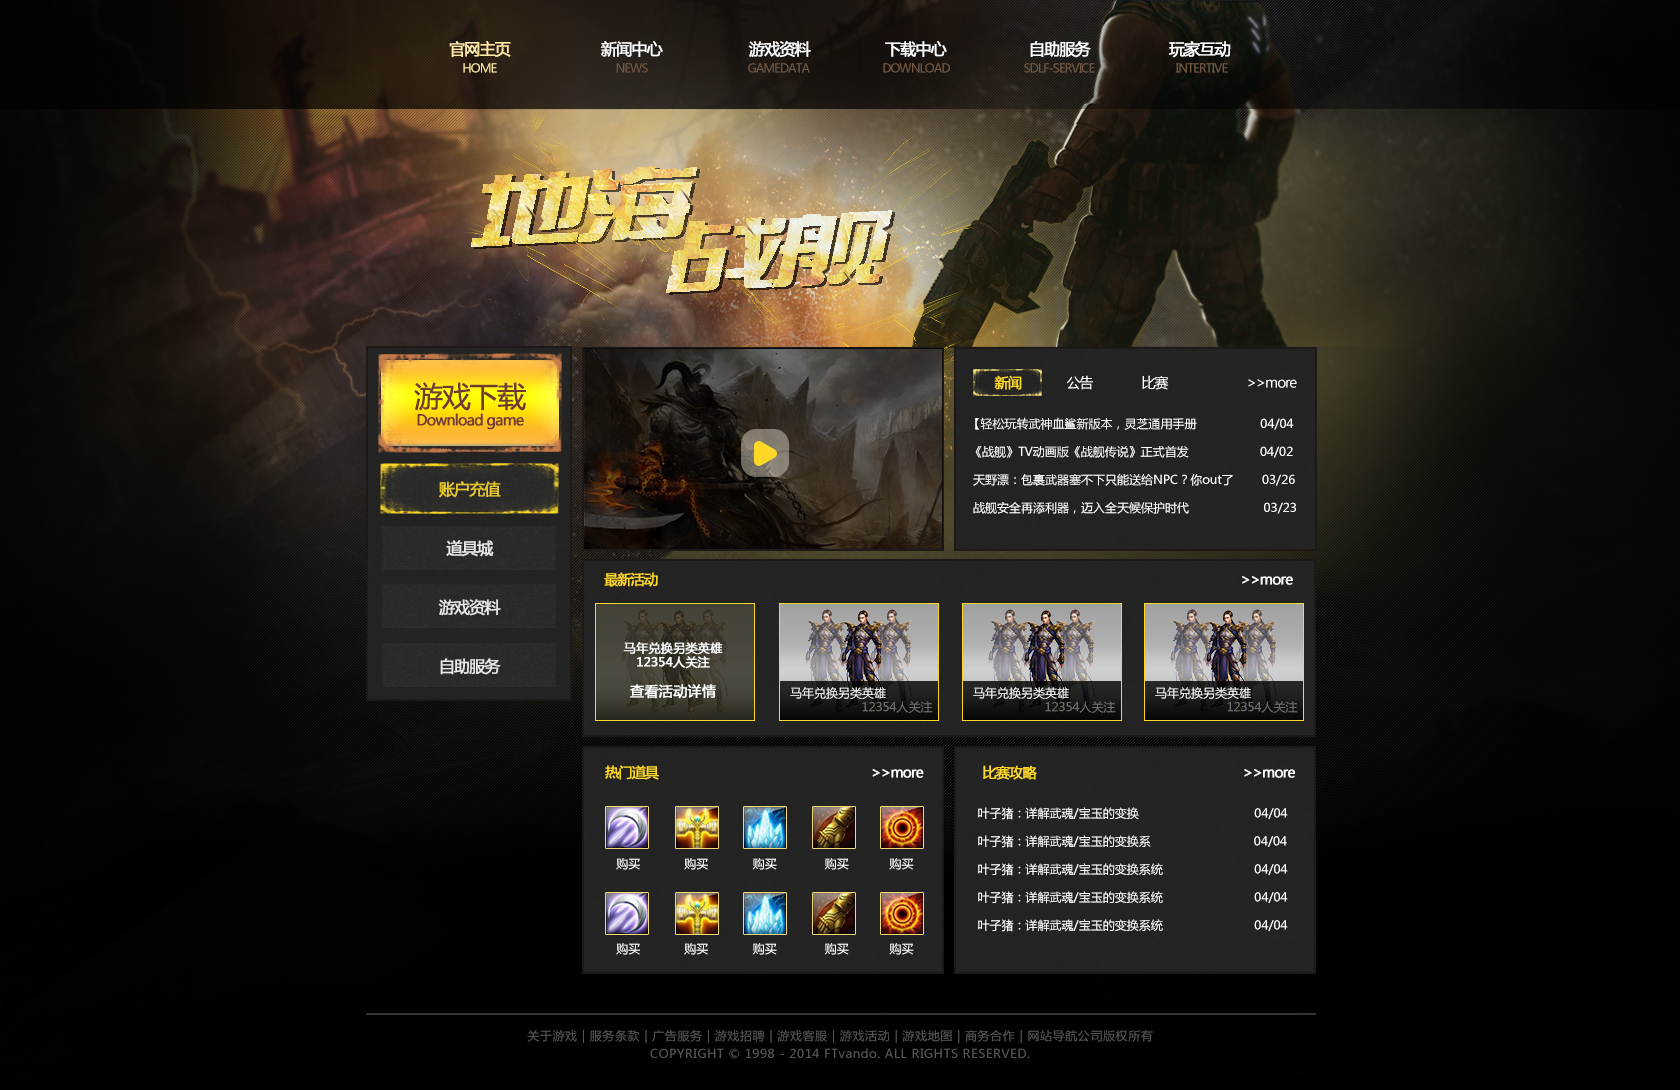 官网主页
HOME
新闻中心
NEWS
游戏资料
GAMEDATA
下载中心
DOWNLOAD
自助服务
SDLF-SERVICE
玩家互动
INTERTIVE
地海
战舰
游戏下载
Download game
账户充值
道具城
游戏资料
自助服务
新闻 公告 比赛 >>more
【轻松玩转武神血鲨新版本，灵芝通用手册 04/04
《战舰》TV动画版《战舰传说》正式首发 04/02
天野漂：包裹武器塞不下只能送给NPC？你out了 03/26
战舰安全再添利器，迈入全天候保护时代 03/23
最新活动 >>more
马年兑换另类英雄
12354人关注
查看活动详情
马年兑换另类英雄
12354人关注
马年兑换另类英雄
12354人关注
马年兑换另类英雄
12354人关注
热门道具 >>more
购买 购买 购买 购买 购买
购买 购买 购买 购买 购买
比赛攻略 >>more
叶子猪：详解武魂/宝玉的变换 04/04
叶子猪：详解武魂/宝玉的变换系 04/04
叶子猪：详解武魂/宝玉的变换系统 04/04
叶子猪：详解武魂/宝玉的变换系统 04/04
叶子猪：详解武魂/宝玉的变换系统 04/04
关于游戏 | 服务条款 | 广告服务 | 游戏招聘 | 游戏客服 | 游戏活动 | 游戏地图 | 商务合作 | 网站导航公司版权所有
COPYRIGHT © 1998 - 2014 FTvando. ALL RIGHTS RESERVED.